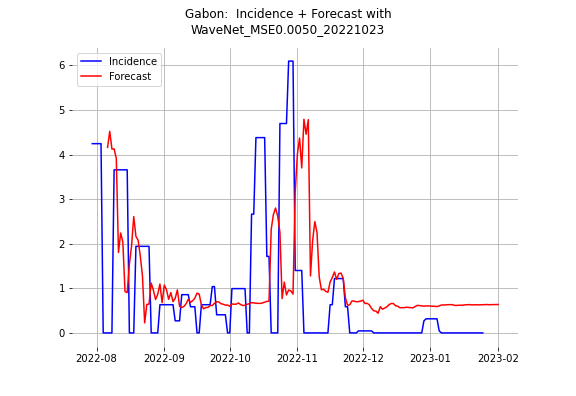 Gabon:  Incidence + Forecast with
WaveNet_MSE0.0050_20221023
Incidence
Forecast
6
5
4
3
2
1
0
2022-08 2022-09 2022-10 2022-11 2022-12 2023-01 2023-02